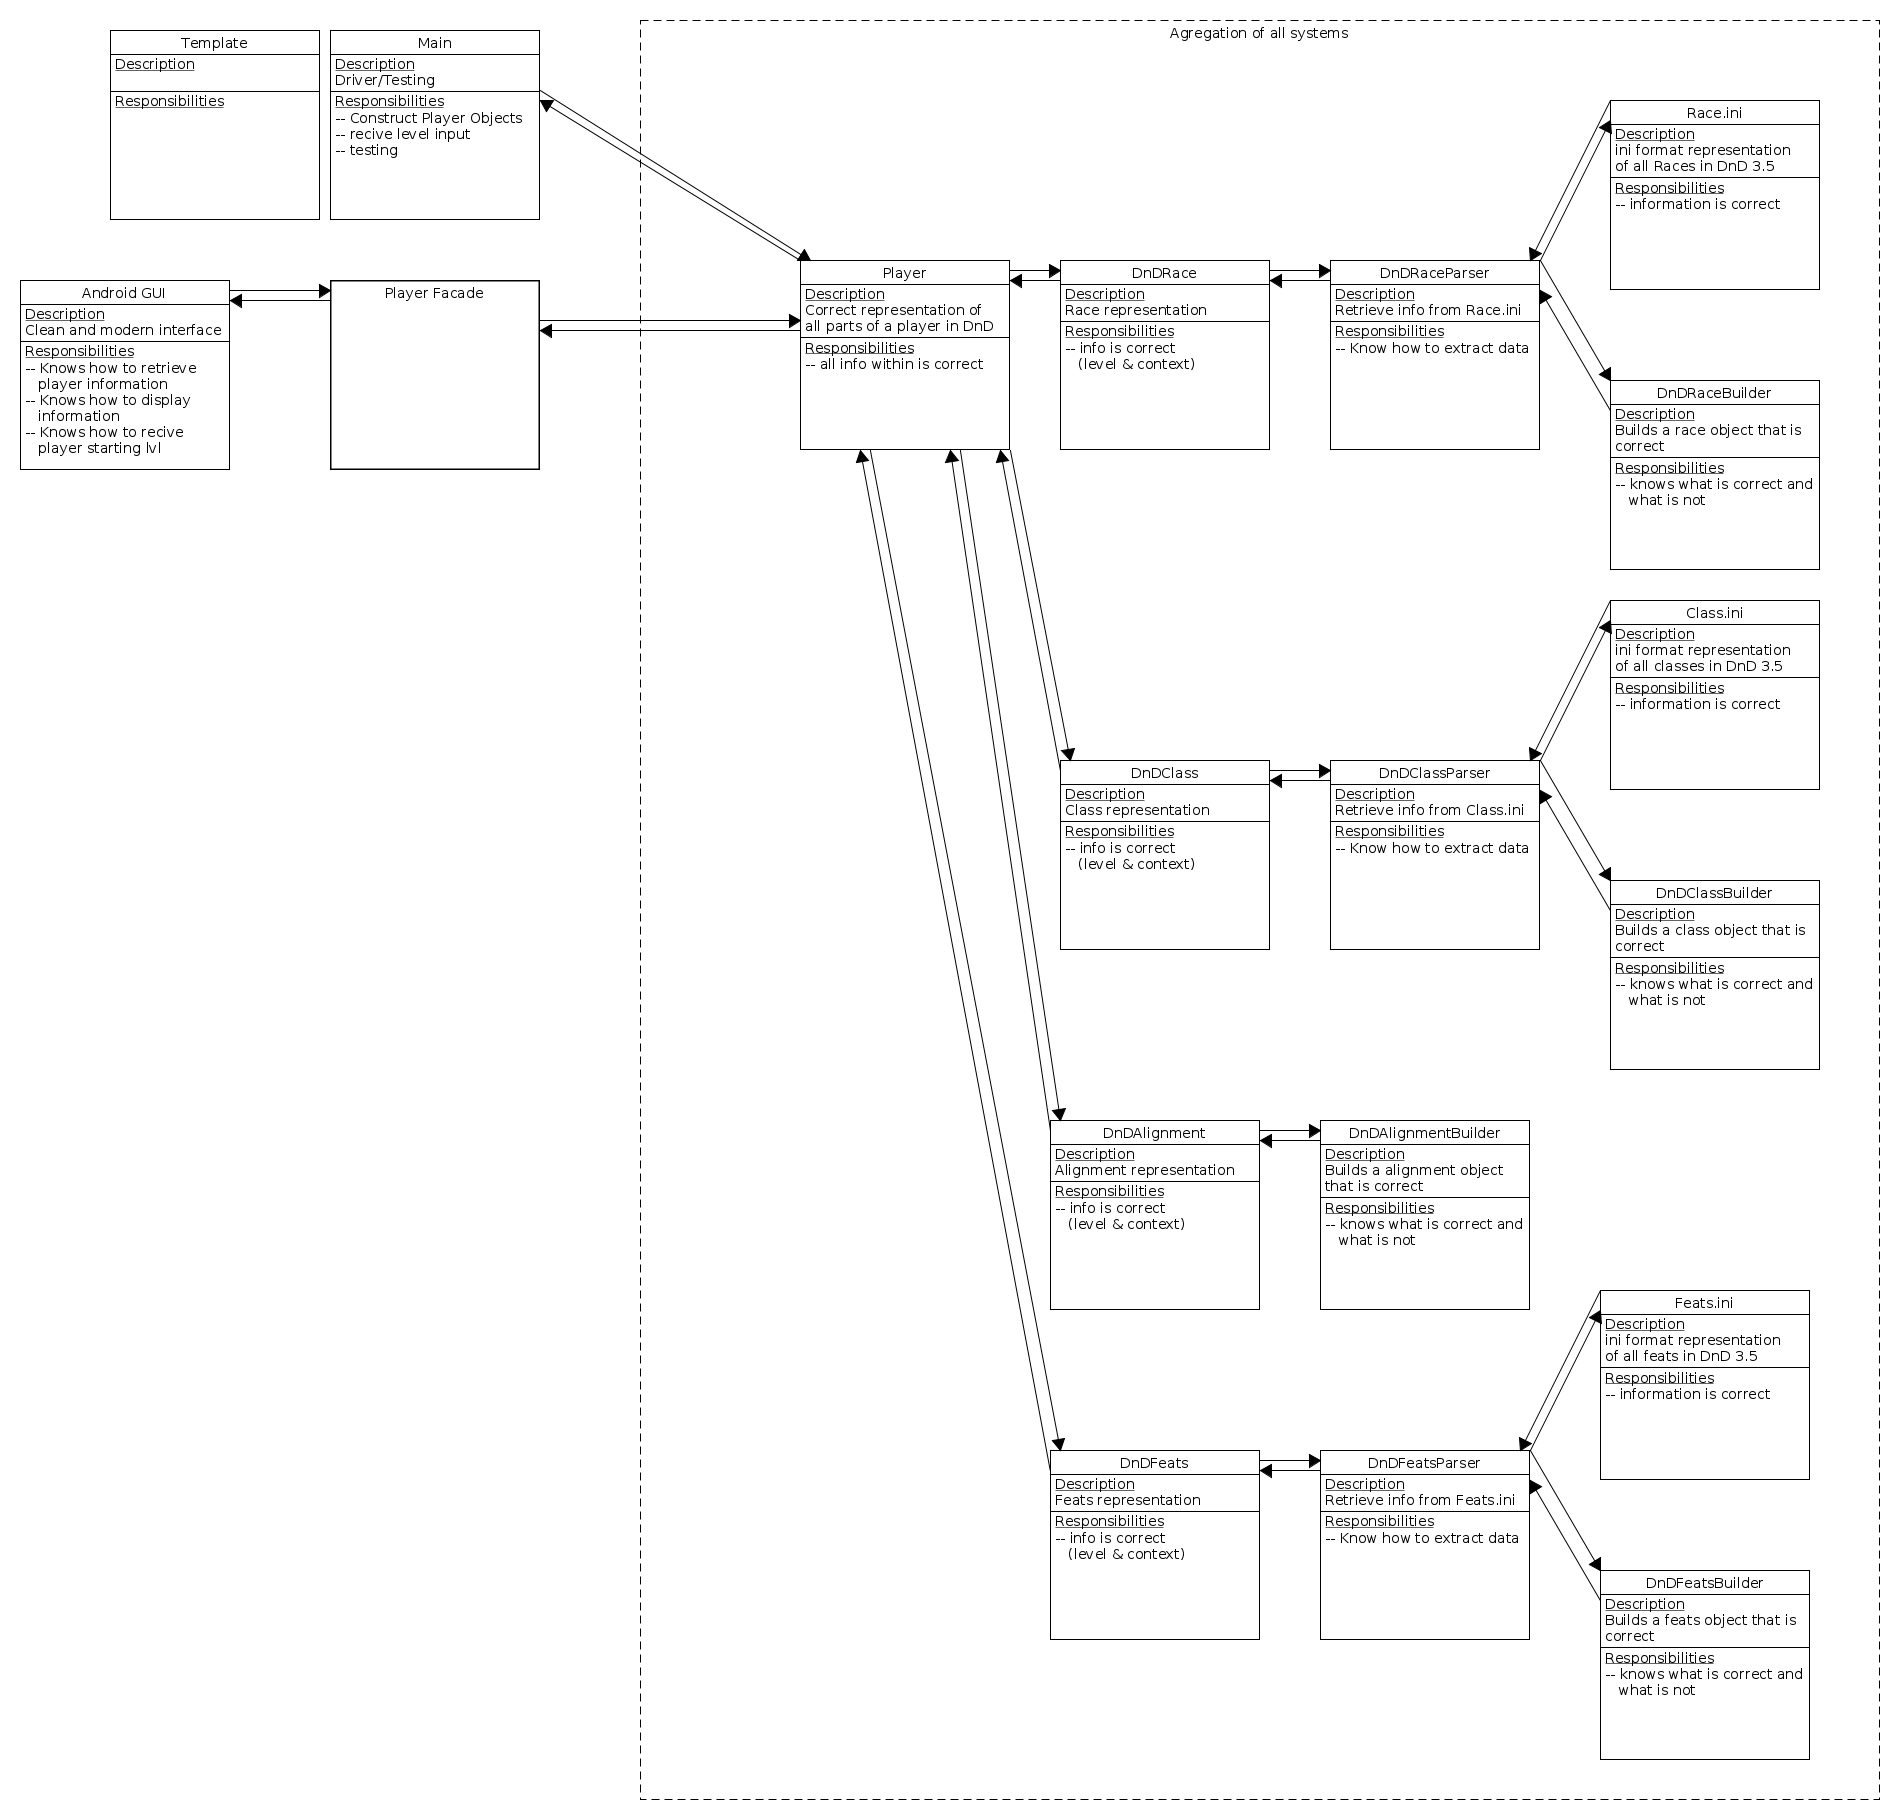 Agregation of all systems
Template
Description
Responsibilities
Main
Description
Driver/Testing
Responsibilities
-- Construct Player Objects
-- recive level input
-- testing
Android GUI
Description
Clean and modern interface
Responsibilities
-- Knows how to retrieve
player information
-- Knows how to display
information
-- Knows how to recive
player starting lvl
Player Facade
Player
Description
Correct representation of
all parts of a player in DnD
Responsibilities
-- all info within is correct
DnDRace
Description
Race representation
Responsibilities
-- info is correct
(level & context)
DnDRaceParser
Description
Retrieve info from Race.ini
Responsibilities
-- Know how to extract data
Race.ini
Description
ini format representation
of all Races in DnD 3.5
Responsibilities
-- information is correct
DnDRaceBuilder
Description
Builds a race object that is
correct
Responsibilities
-- knows what is correct and
what is not
Class.ini
Description
ini format representation
of all classes in DnD 3.5
Responsibilities
-- information is correct
DnDClass
Description
Class representation
Responsibilities
-- info is correct
(level & context)
DnDClassParser
Description
Retrieve info from Class.ini
Responsibilities
-- Know how to extract data
DnDClassBuilder
Description
Builds a class object that is
correct
Responsibilities
-- knows what is correct and
what is not
DnDAlignment
Description
Alignment representation
Responsibilities
-- info is correct
(level & context)
DnDAlignmentBuilder
Description
Builds a alignment object
that is correct
Responsibilities
-- knows what is correct and
what is not
Feats.ini
Description
ini format representation
of all feats in DnD 3.5
Responsibilities
-- information is correct
DnDFeats
Description
Feats representation
Responsibilities
-- info is correct
(level & context)
DnDFeatsParser
Description
Retrieve info from Feats.ini
Responsibilities
-- Know how to extract data
DnDFeatsBuilder
Description
Builds a feats object that is
correct
Responsibilities
-- knows what is correct and
what is not